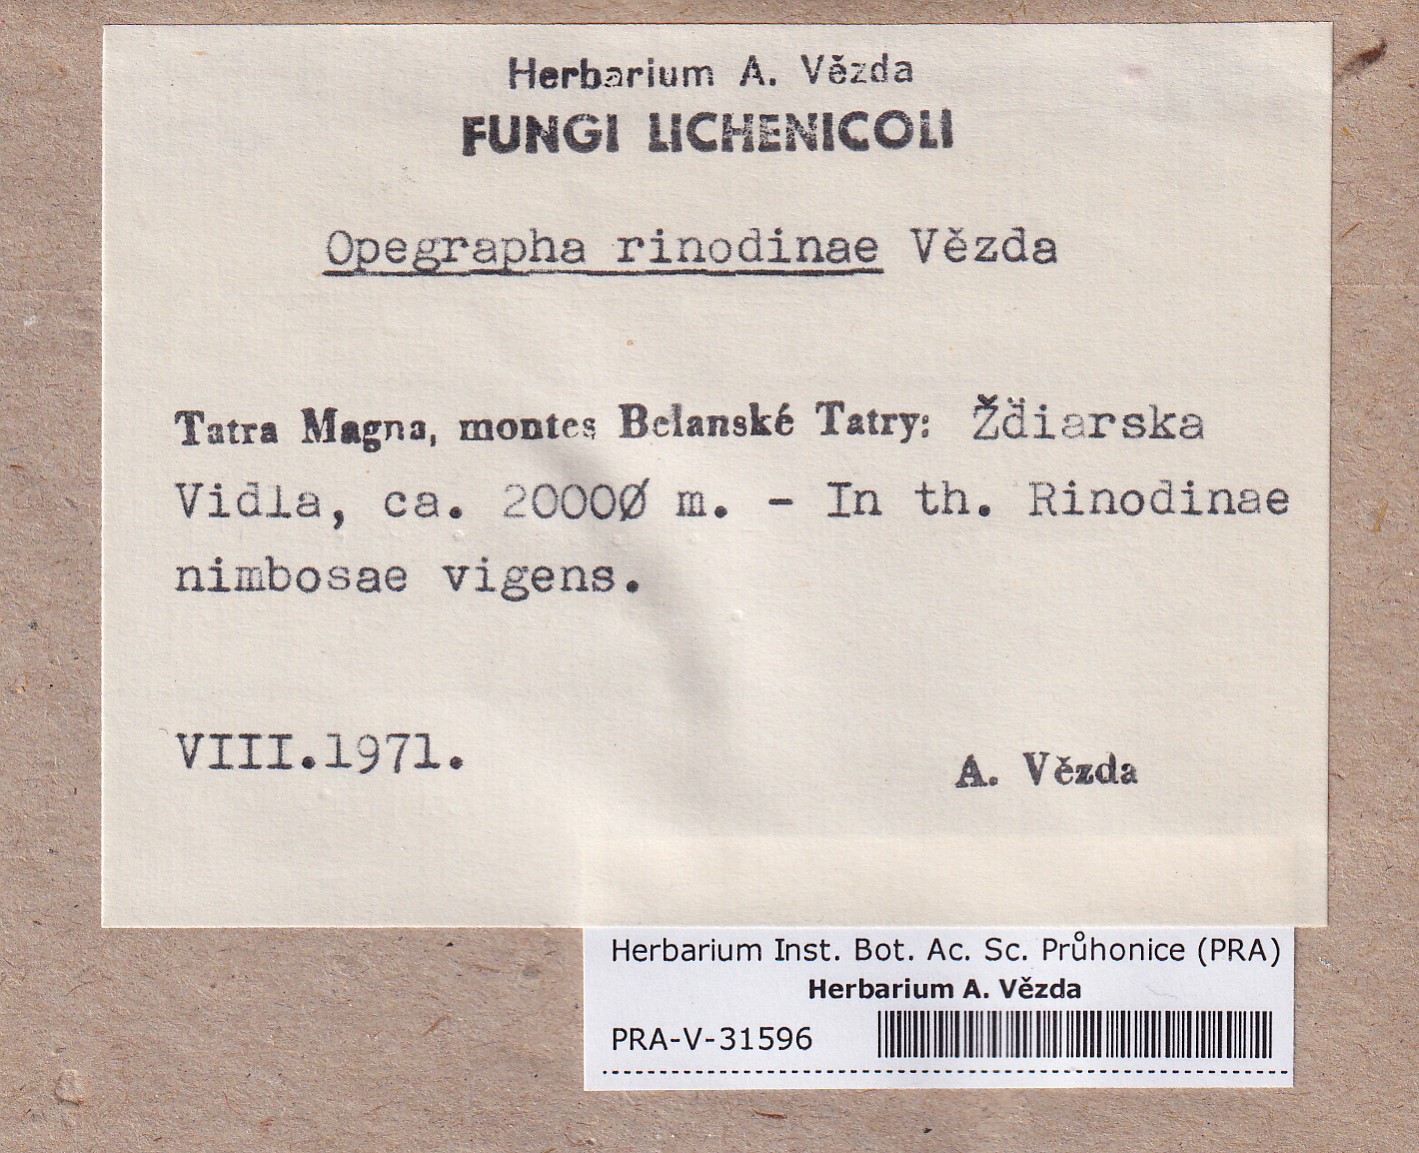 Herbarium A. Vězda
FUNGI LICHENICOLI
Opegrapha rinodinae Vězda
Tatra Magna, montes Belanské Tatry: Ždiarska
Vidla, ca. 20000 m. - In th. Rinodinae
nimbosae vigens.
VIII.1971.
A. Vězda
Herbarium Inst. Bot. Ac. Sc. Průhonice (PRA)
Herbarium A. Vězda
PRA-V-31596